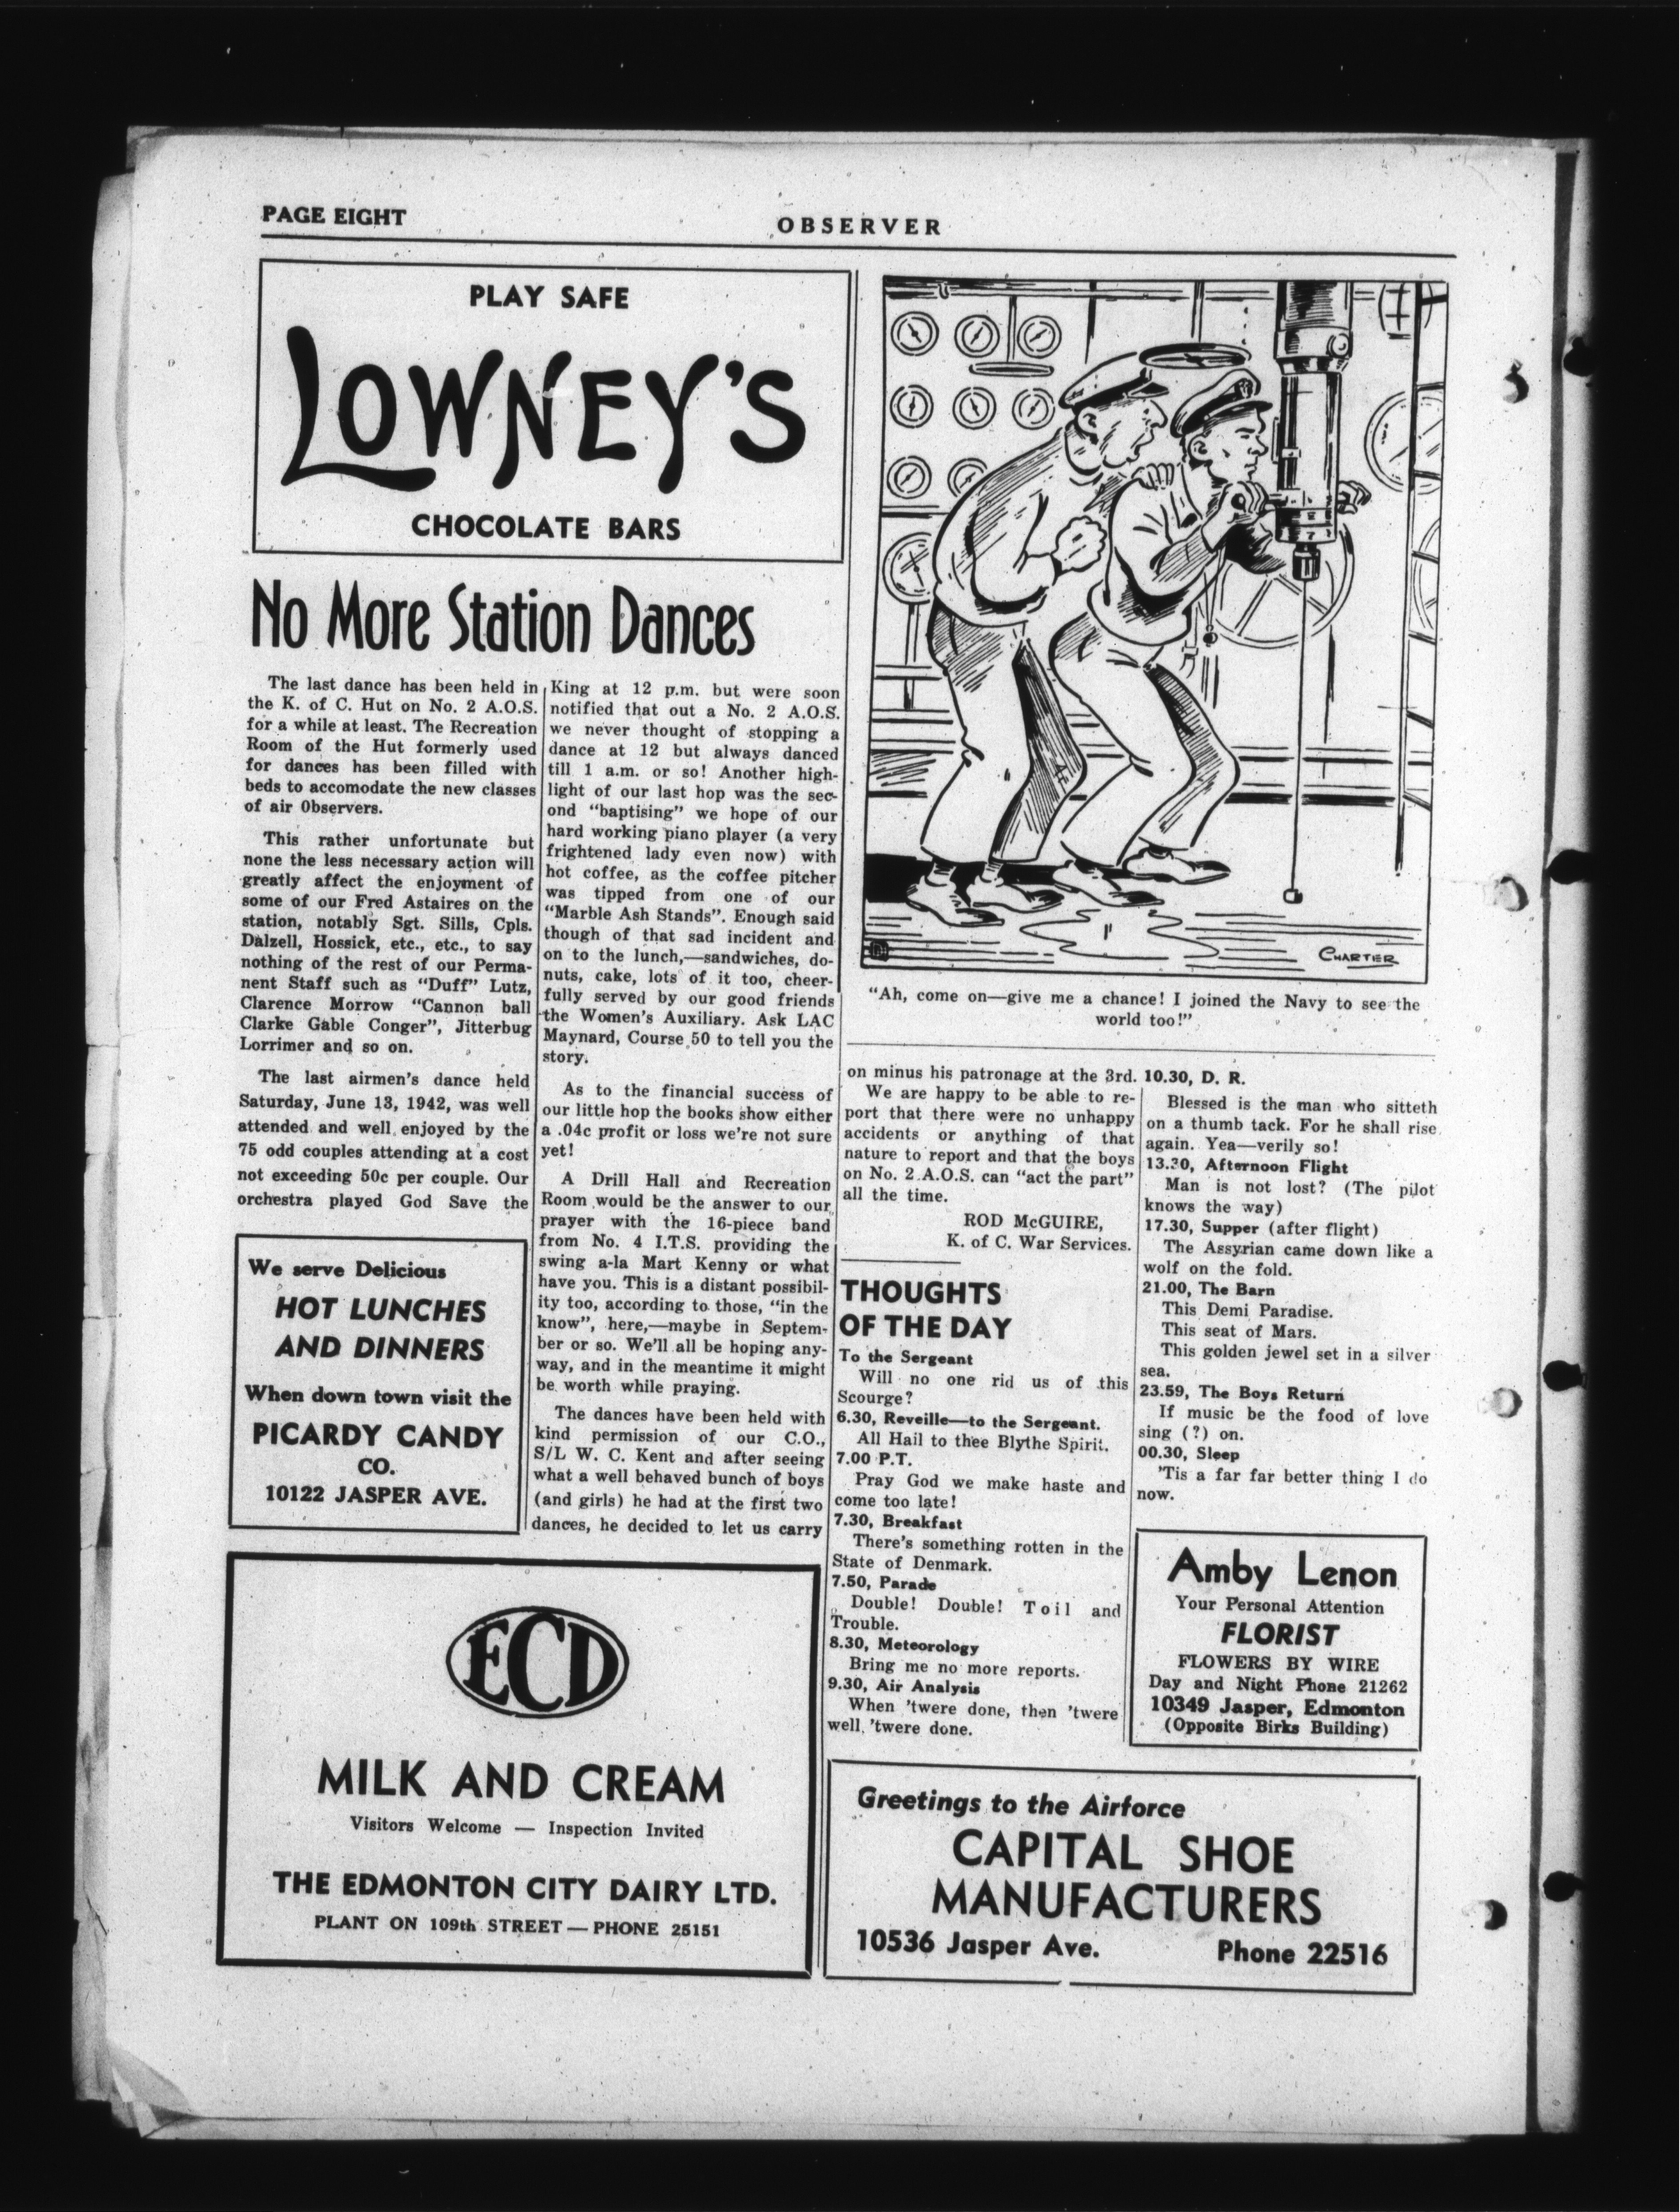 PAGE EIGHT
OBSERVER
PLAY SAFE
LOWNEY'S
CHOCOLATE BARS
No More Station Dances
The last dance has been held in
the K. of C. Hut on No. 2 A.O.S.
for a while at least. The Recreation
Room of the Hut formerly used
for dances has been filled with
beds to accomodate the new classes
of air Observers.
This rather unfortunate but
none the less necessary action will
greatly affect the enjoyment of
some of our Fred Astaires on the
station, notably Sgt. Sills, Cpls.
Dalzell, Hossick, etc., etc., to say
nothing of the rest of our Perma-
nent Staff such as "Duff" Lutz,
Clarence Morrow "Cannon ball
Clarke Gable Conger", Jitterbug
Lorrimer and so on.
The last airmen's dance held
Saturday, June 13, 1942, was well
attended and well enjoyed by the
75 odd couples attending at a cost
not exceeding 50c per couple. Our
orchestra played God Save the
King at 12 p.m. but were soon
notified that out a No. 2 A.O.S.
we never thought of stopping a
dance at 12 but always danced
till 1 a.m. or so! Another high-
light of our last hop was the sec-
ond "baptising" we hope of our
hard working piano player (a very
frightened lady even now) with
hot coffee, as the coffee pitcher
was tipped from one of our
"Marble Ash Stands". Enough said
though of that sad incident and
on to the lunch,—sandwiches, do-
nuts, cake, lots of it too, cheer-
fully served by our good friends
the Women's Auxiliary. Ask LAC
Maynard, Course 50 to tell you the
story.
As to the financial success of
our little hop the books show either
a .04c profit or loss we're not sure
yet!
A Drill Hall and Recreation
Room would be the answer to our
prayer with the 16-piece band
from No. 4 I.T.S. providing the
swing a-la Mart Kenny or what
have you. This is a distant possibil-
ity too, according to those, "in the
know", here,—maybe in Septem-
ber or so. We'll all be hoping any-
way, and in the meantime it might
be worth while praying.
The dances have been held with
kind permission of our C.O.,
S/L W. C. Kent and after seeing
what a well behaved bunch of boys
(and girls) he had at the first two
dances, he decided to let us carry
We serve Delicious
HOT LUNCHES
AND DINNERS
When down town visit the
PICARDY CANDY
CO.
10122 JASPER AVE.
ECD
MILK AND CREAM
Visitors Welcome — Inspection Invited
THE EDMONTON CITY DAIRY LTD.
PLANT ON 109th STREET — PHONE 25151
CHARTIER
"Ah, come on—give me a chance! I joined the Navy to see the
world too!"
on minus his patronage at the 3rd.
We are happy to be able to re-
port that there were no unhappy
accidents or anything of that
nature to report and that the boys
on No. 2 A.O.S. can "act the part"
all the time.
ROD McGUIRE,
K. of C. War Services.
THOUGHTS
OF THE DAY
To the Sergeant
Will no one rid us of this
Scourge?
6.30, Reveille—to the Sergeant.
All Hail to thee Blythe Spirit.
7.00 P.T.
Pray God we make haste and
come too late!
7.30, Breakfast
There's something rotten in the
State of Denmark.
7.50, Parade
Double! Double! Toil and
Trouble.
8.30, Meteorology
Bring me no more reports.
9.30, Air Analysis
When 'twere done, then 'twere
well 'twere done.
10.30, D. R.
Blessed is the man who sitteth
on a thumb tack. For he shall rise
again. Yea—verily so!
13.30, Afternoon Flight
Man is not lost? (The pilot
knows the way)
17.30, Supper (after flight)
The Assyrian came down like a
wolf on the fold.
21.00, The Barn
This Demi Paradise.
This seat of Mars.
This golden jewel set in a silver
sea.
23.59, The Boys Return
If music be the food of love
sing (?) on.
00.30, Sleep
'Tis a far far better thing I do
now.
Amby Lenon
Your Personal Attention
FLORIST
FLOWERS BY WIRE
Day and Night Phone 21262
10349 Jasper, Edmonton
(Opposite Birks Building)
Greetings to the Airforce
CAPITAL SHOE
MANUFACTURERS
10536 Jasper Ave. Phone 22516